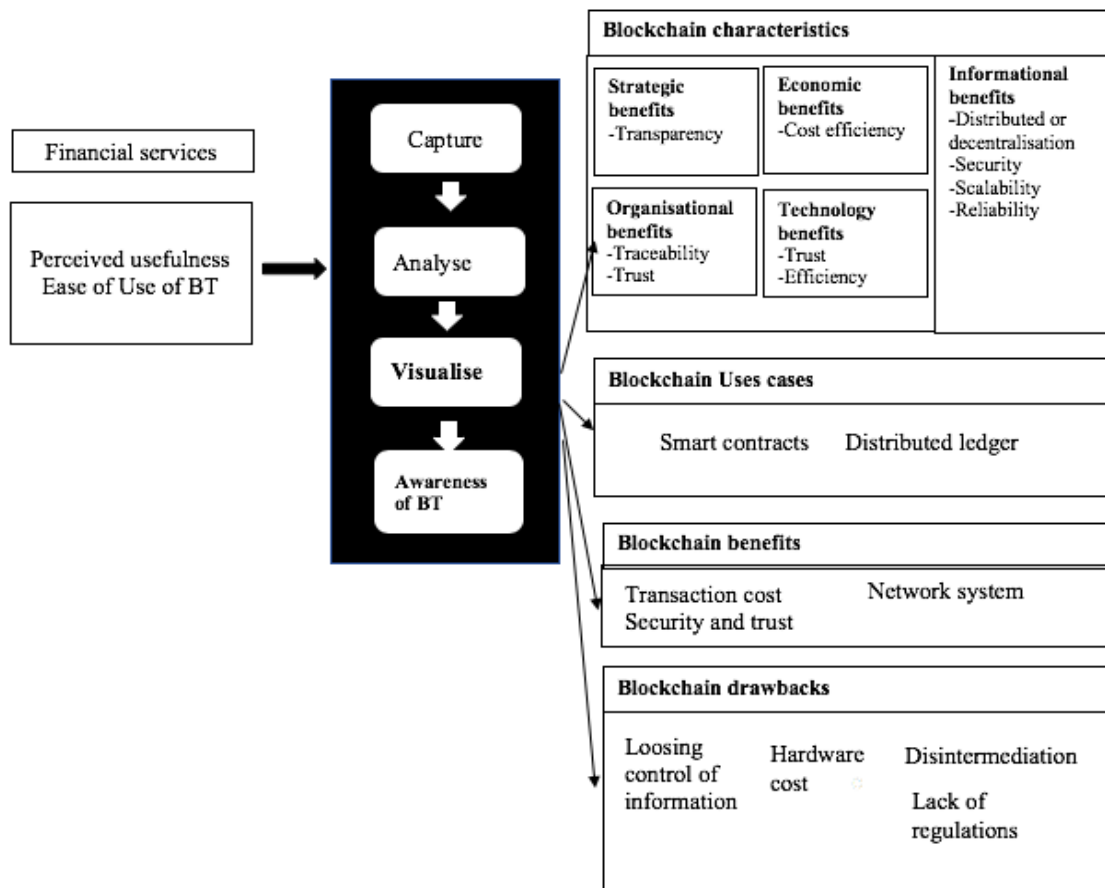 Financial services
Perceived usefulness
Ease of Use of BT
Capture
Analyse
Visualise
Awareness
of BT
Blockchain characteristics
Strategic
benefits
-Transparency
Economic
benefits
-Cost efficiency
Informational
benefits
-Distributed or
decentralisation
-Security
-Scalability
-Reliability
Organisational
benefits
-Traceability
-Trust
Technology
benefits
-Trust
-Efficiency
Blockchain Uses cases
Smart contracts
Distributed ledger
Blockchain benefits
Transaction cost
Security and trust
Network system
Blockchain drawbacks
Loosing
control of
information
Hardware
cost
Disintermediation
Lack of
regulations